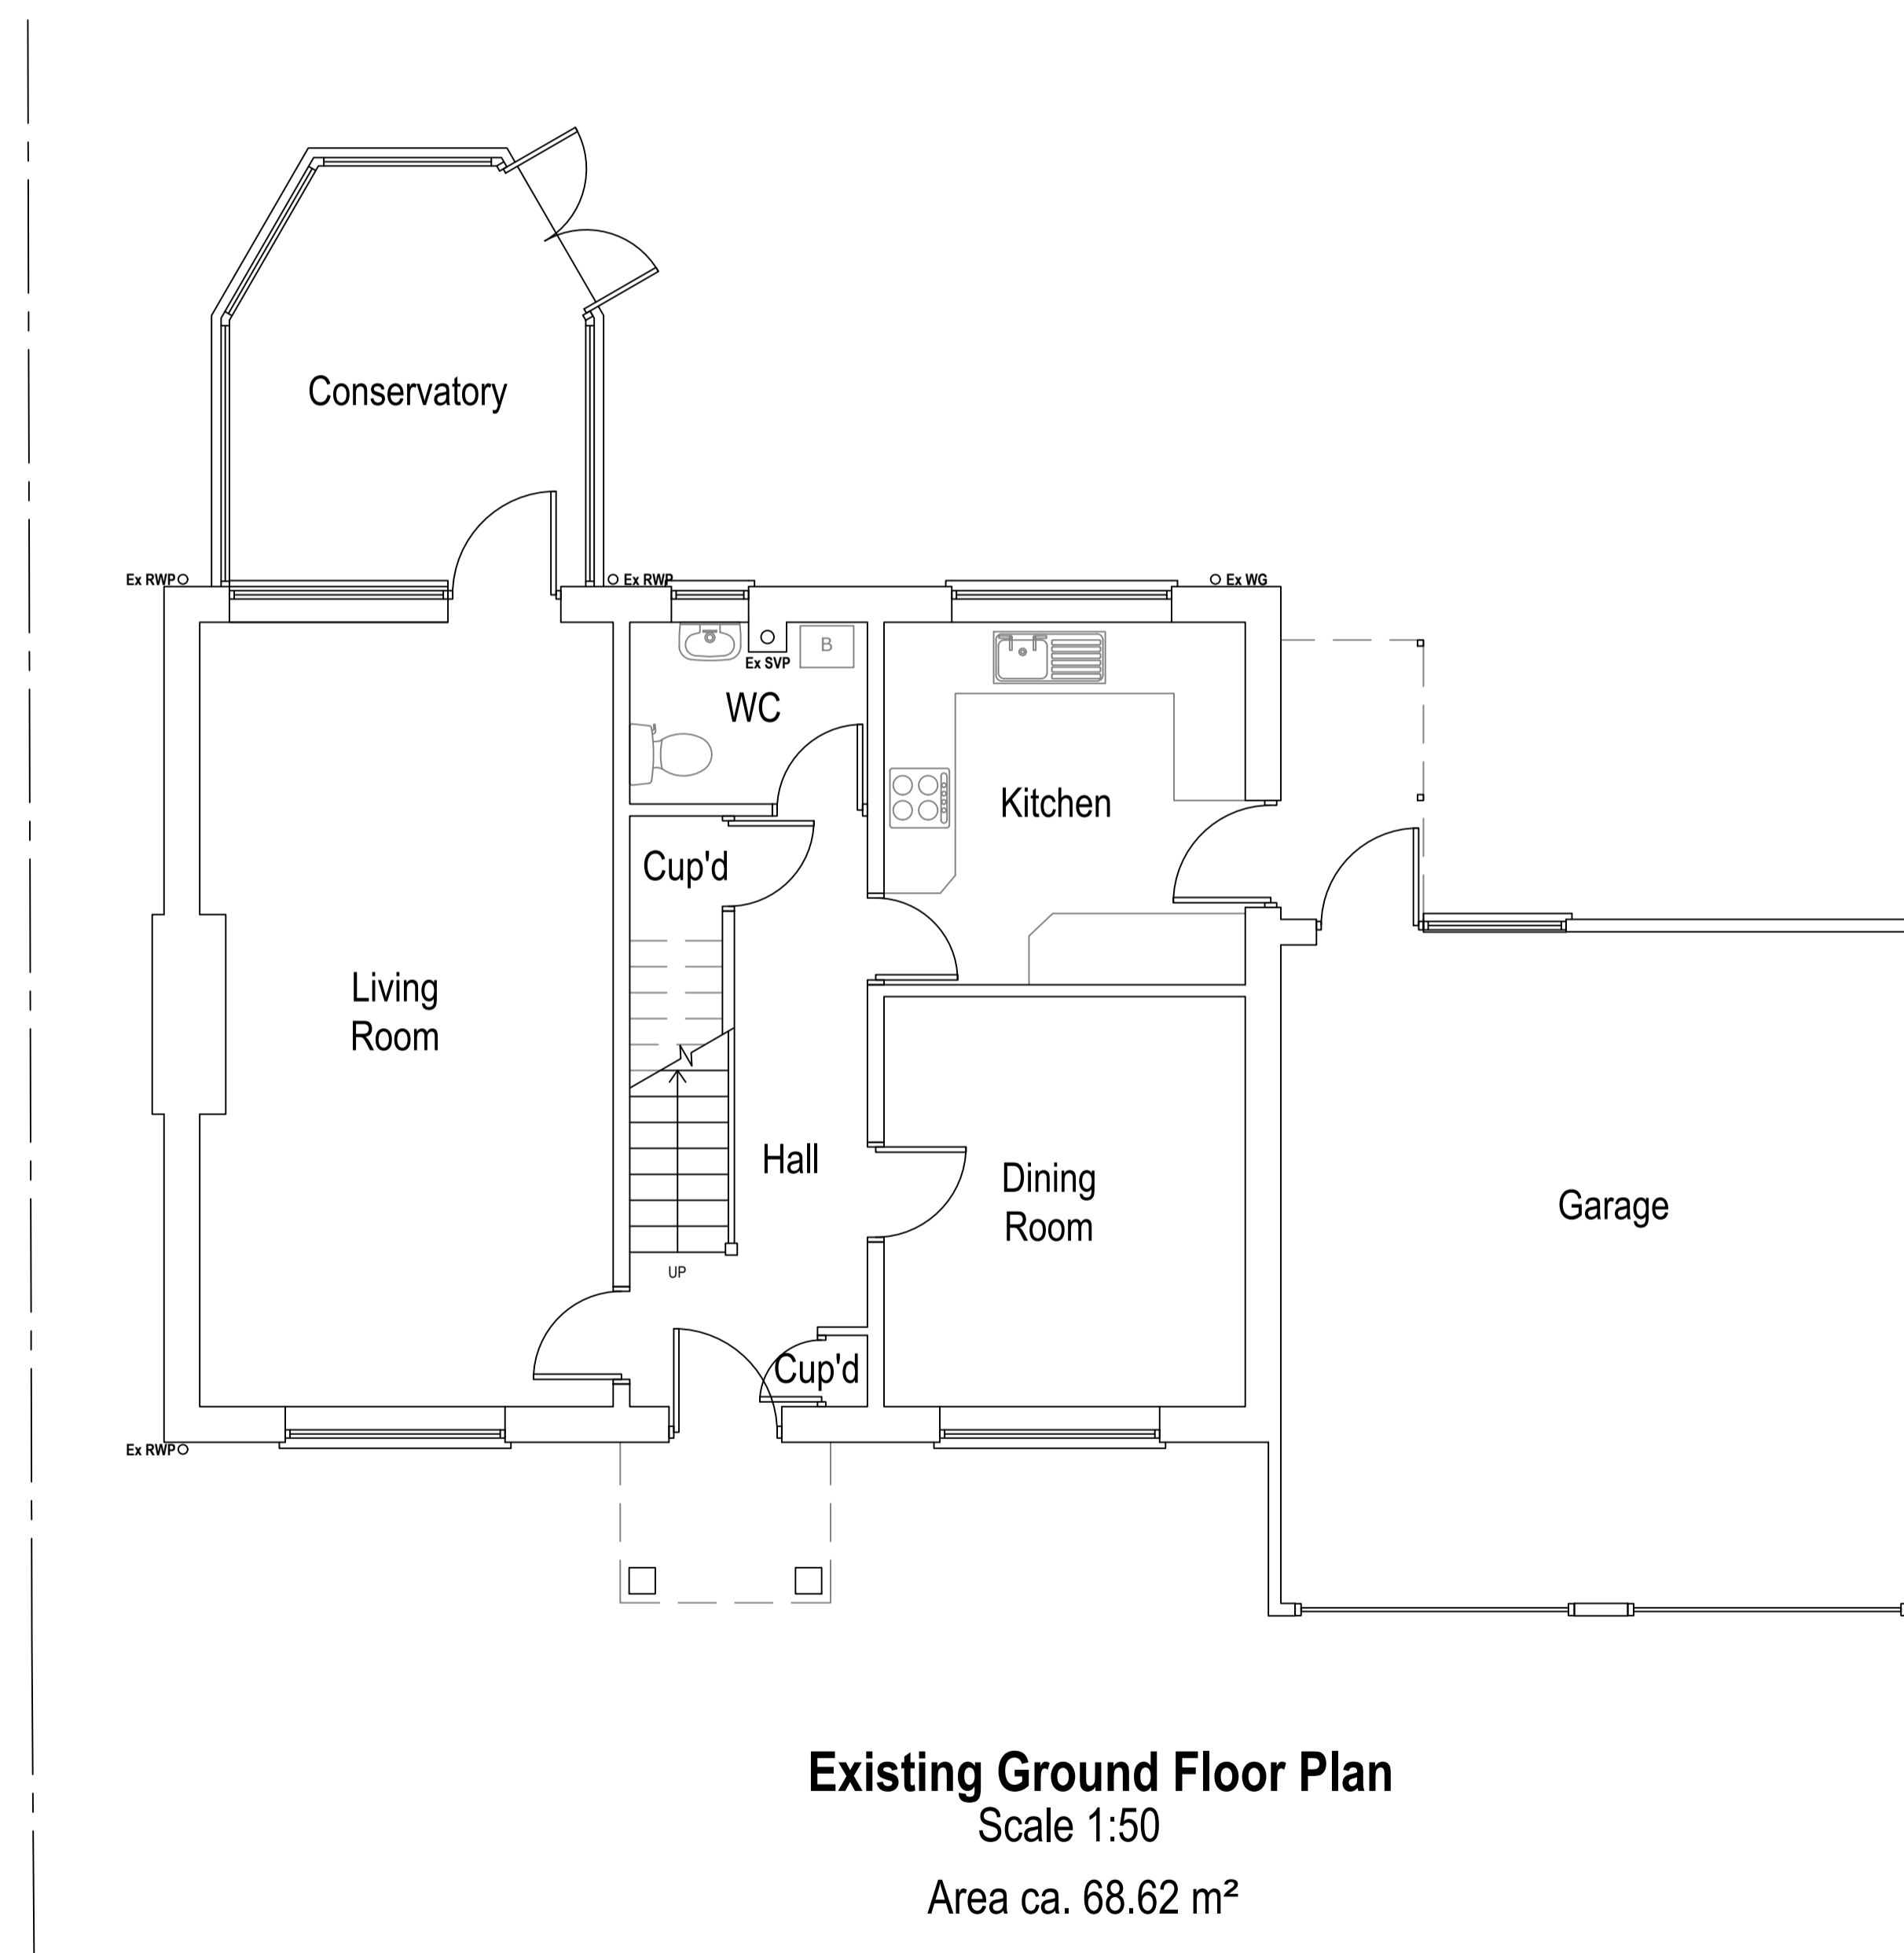 Conservatory
Ex RWP
Ex RWP
Ex WG
B
Ex SVP
WC
Kitchen
Cup'd
Living
Room
Hall
Dining
Room
Garage
UP
Cup'd
Ex RWP
Existing Ground Floor Plan
Scale 1:50
Area ca. 68.62 m²